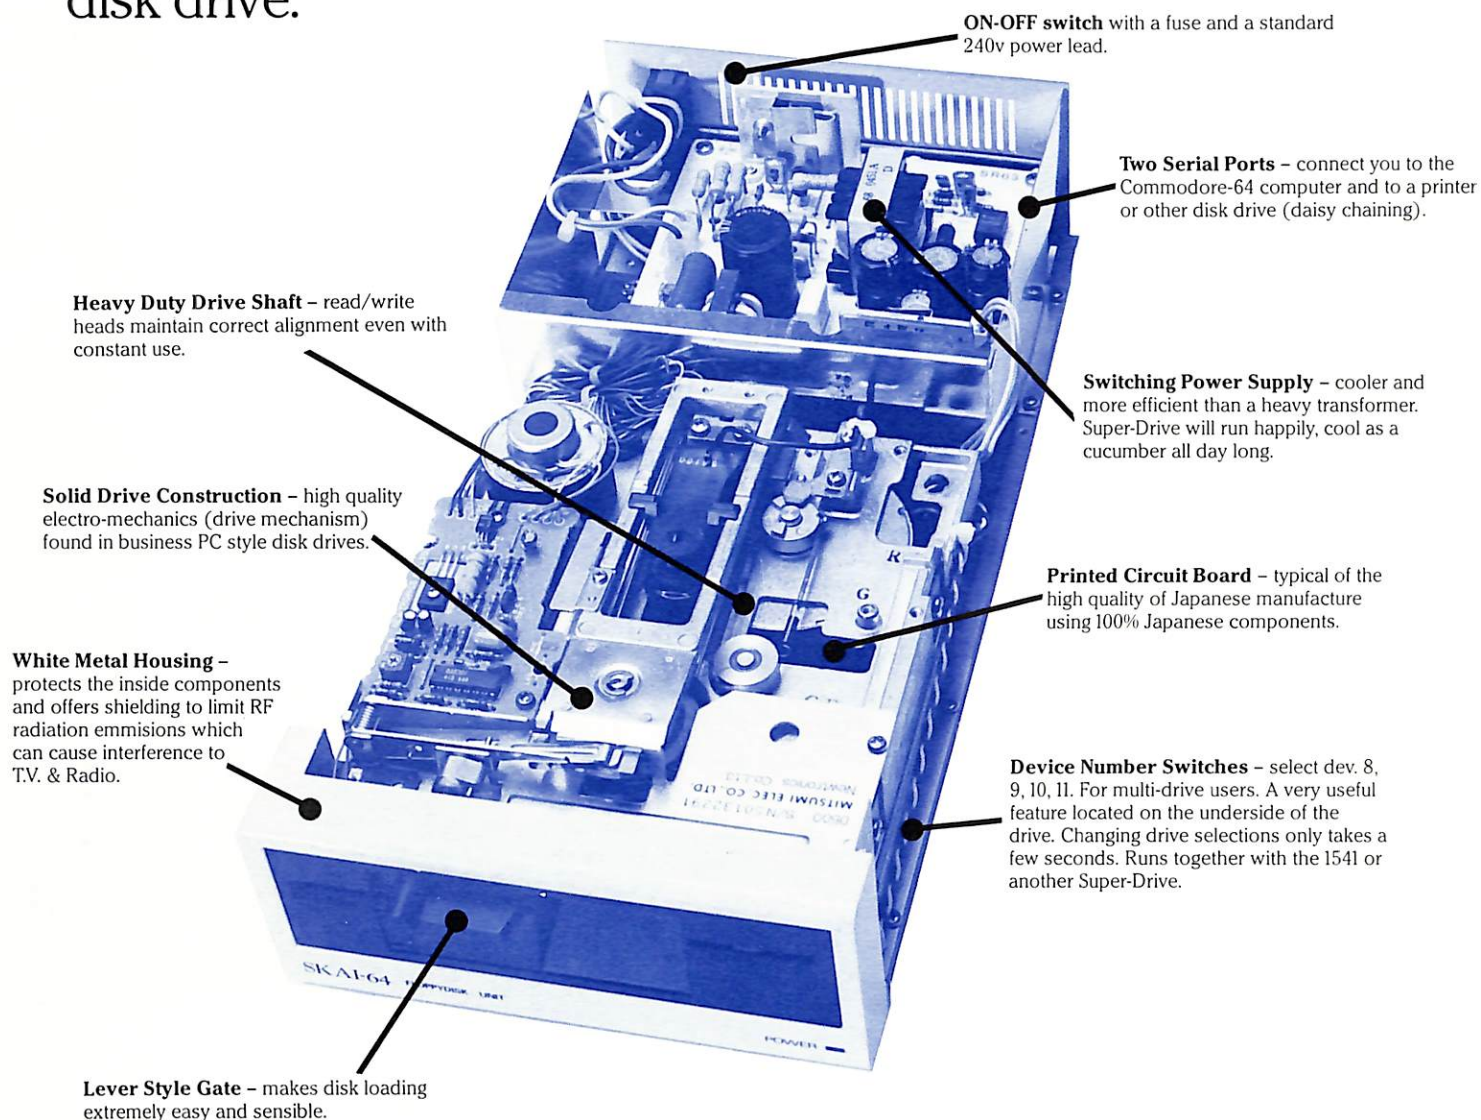 disk drive.
ON-OFF switch with a fuse and a standard
240v power lead.
Two Serial Ports – connect you to the
Commodore-64 computer and to a printer
or other disk drive (daisy chaining).
Heavy Duty Drive Shaft – read/write
heads maintain correct alignment even with
constant use.
Switching Power Supply – cooler and
more efficient than a heavy transformer.
Super-Drive will run happily, cool as a
cucumber all day long.
Solid Drive Construction – high quality
electro-mechanics (drive mechanism)
found in business PC style disk drives.
Printed Circuit Board – typical of the
high quality of Japanese manufacture
using 100% Japanese components.
White Metal Housing –
protects the inside components
and offers shielding to limit RF
radiation emmisions which
can cause interference to
T.V. & Radio.
Device Number Switches – select dev. 8,
9, 10, 11. For multi-drive users. A very useful
feature located on the underside of the
drive. Changing drive selections only takes a
few seconds. Runs together with the 1541 or
another Super-Drive.
R
G
Newtronics Co. LTD
MITSUMI ELEC CO. LTD.
SKAI-64 FLOPPYDISK UNIT
POWER
Lever Style Gate – makes disk loading
extremely easy and sensible.